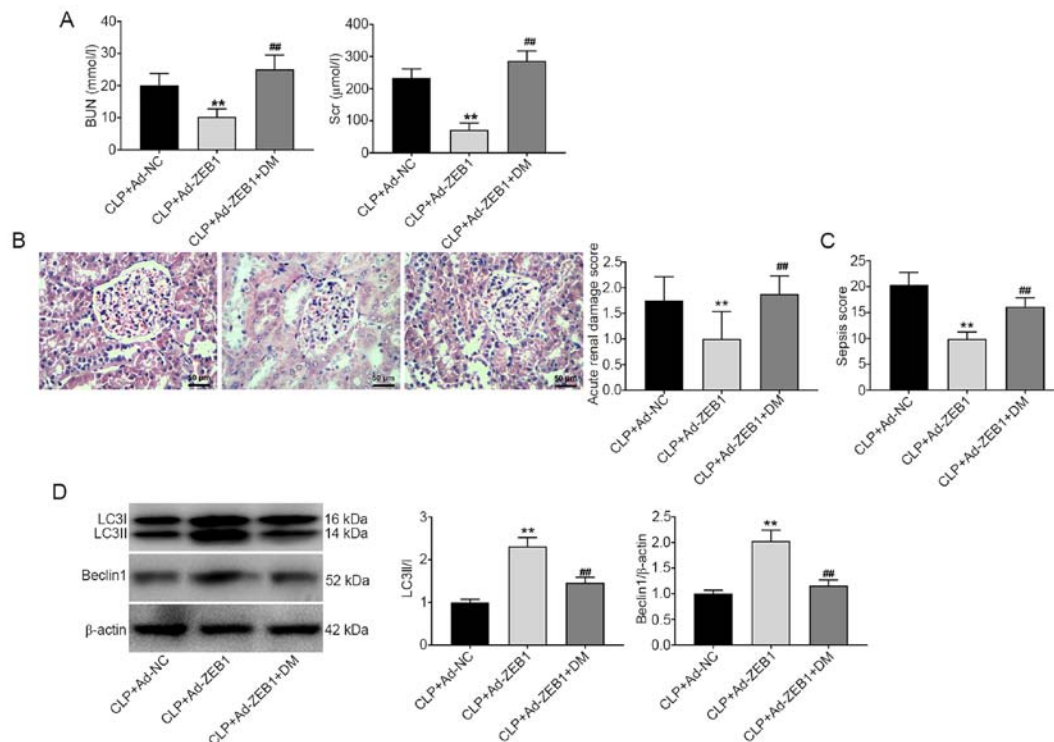 A
BUN (mmol/l)
40
30
20
10
0
**
##
CLP+Ad-NC
CLP+Ad-ZEB1
CLP+Ad-ZEB1+DM
Scr (μmol/l)
400
300
200
100
0
**
##
CLP+Ad-NC
CLP+Ad-ZEB1
CLP+Ad-ZEB1+DM
B
50 μm
50 μm
50 μm
Acute renal damage score
2.5
2.0
1.5
1.0
0.5
0.0
**
##
CLP+Ad-NC
CLP+Ad-ZEB1
CLP+Ad-ZEB1+DM
C
Sepsis score
25
20
15
10
5
0
**
##
CLP+Ad-NC
CLP+Ad-ZEB1
CLP+Ad-ZEB1+DM
D
LC3I
16 kDa
LC3II
14 kDa
Beclin1
52 kDa
β-actin
42 kDa
CLP+Ad-NC
CLP+Ad-ZEB1
CLP+Ad-ZEB1+DM
LC3II/I
3
2
1
0
**
##
CLP+Ad-NC
CLP+Ad-ZEB1
CLP+Ad-ZEB1+DM
Beclin1/β-actin
2.5
2.0
1.5
1.0
0.5
0.0
**
##
CLP+Ad-NC
CLP+Ad-ZEB1
CLP+Ad-ZEB1+DM